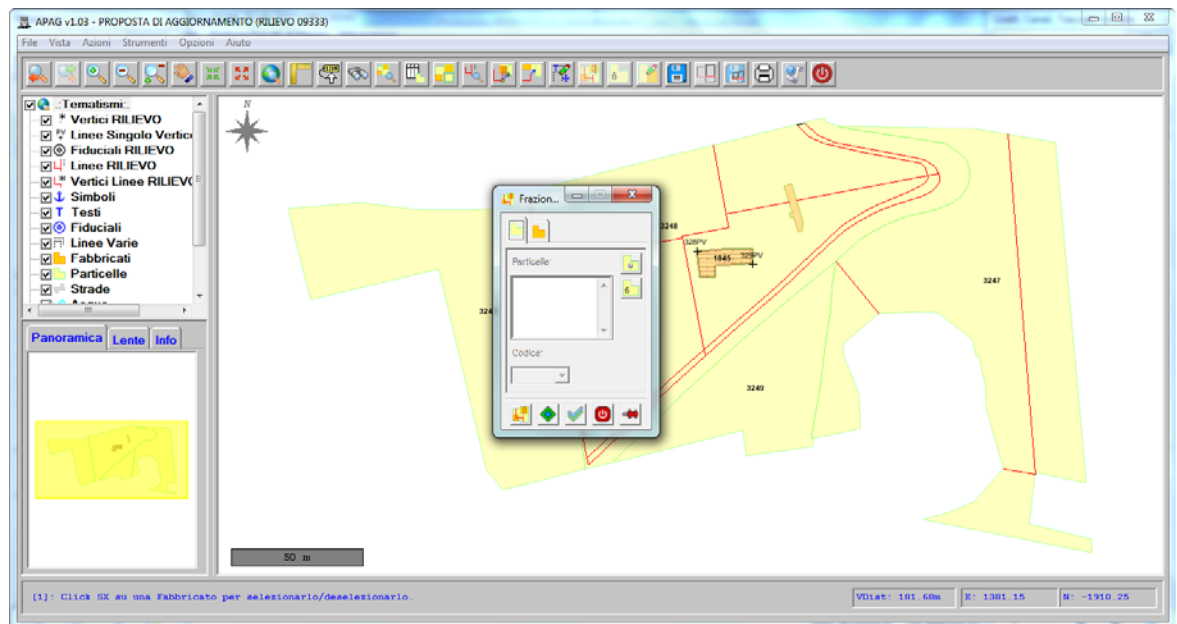 APAG v1.03 - PROPOSTA DI AGGIORNAMENTO (RILIEVO 09333)
File Vista Azioni Strumenti Opzioni Aiuto
.:Tematismi:.
Vertici RILIEVO
Linee Singolo Vertic
Fiduciali RILIEVO
Linee RILIEVO
Vertici Linee RILIEV
Simboli
Testi
Fiduciali
Linee Varie
Fabbricati
Particelle
Strade
Panoramica Lente Info
N
Frazion...
Particelle:
Codice:
3248
328PV
1845 329PV
3247
324
3249
50 m
[1]: Click SX su una Fabbricato per selezionarlo/deselezionarlo.
VDist: 181.68m E: 1381.15 N: -1910.25